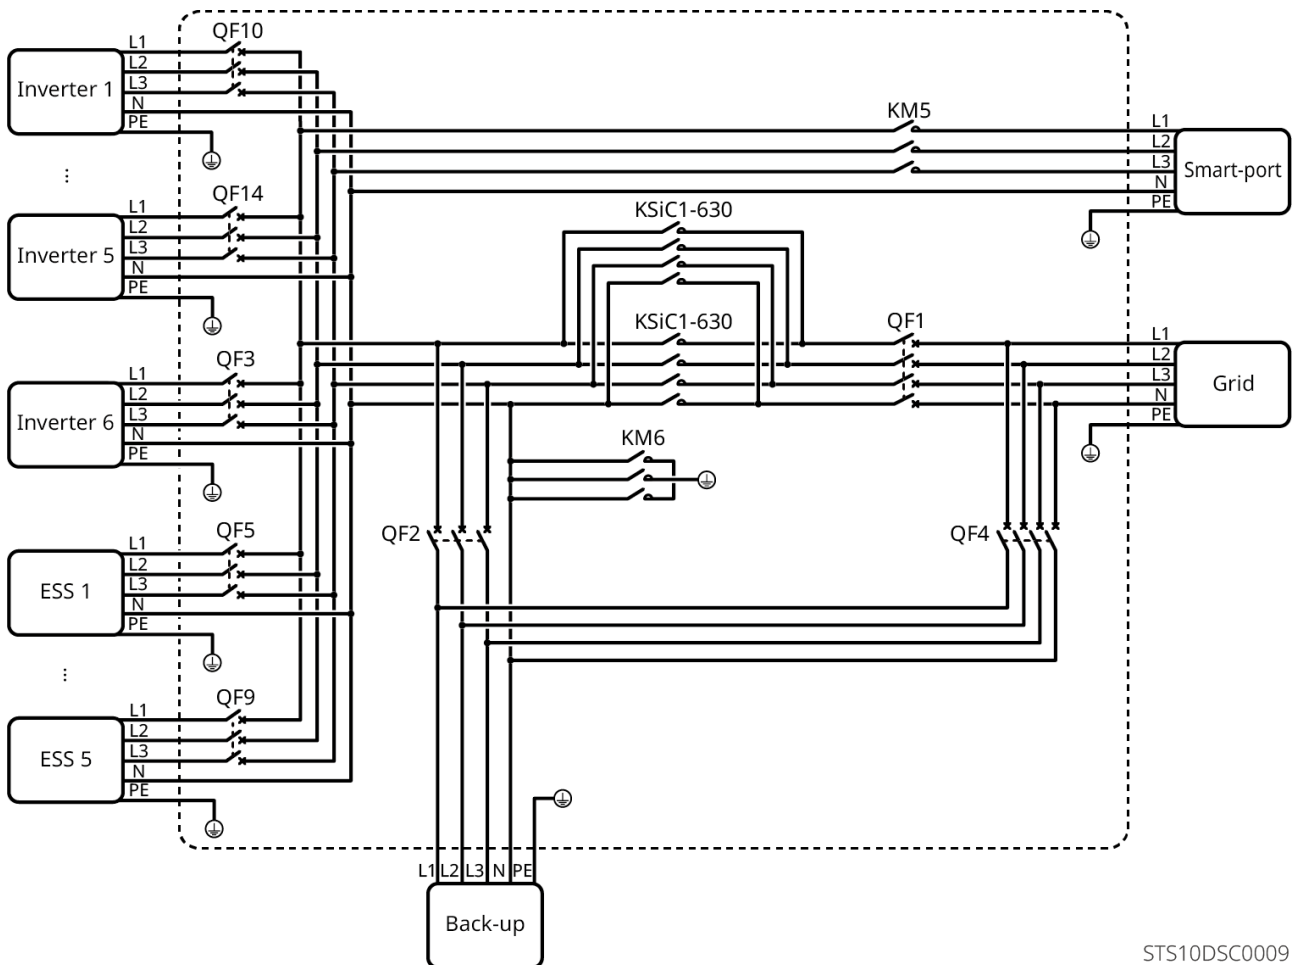 QF10
L1
L2
L3
N
PE
Inverter 1
...
KM5
L1
L2
L3
N
PE
Smart-port
QF14
L1
L2
L3
N
PE
Inverter 5
KSiC1-630
KSiC1-630
QF1
L1
L2
L3
N
PE
Grid
QF3
L1
L2
L3
N
PE
Inverter 6
KM6
QF2
QF4
QF5
L1
L2
L3
N
PE
ESS 1
...
QF9
L1
L2
L3
N
PE
ESS 5
L1 L2 L3 N PE
Back-up
STS10DSC0009